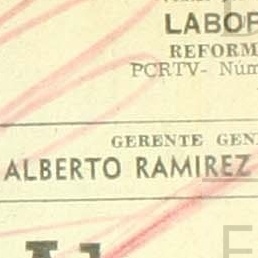 LABOR
REFORM
PCRTV- Núm
GERENTE GEN
ALBERTO RAMIREZ